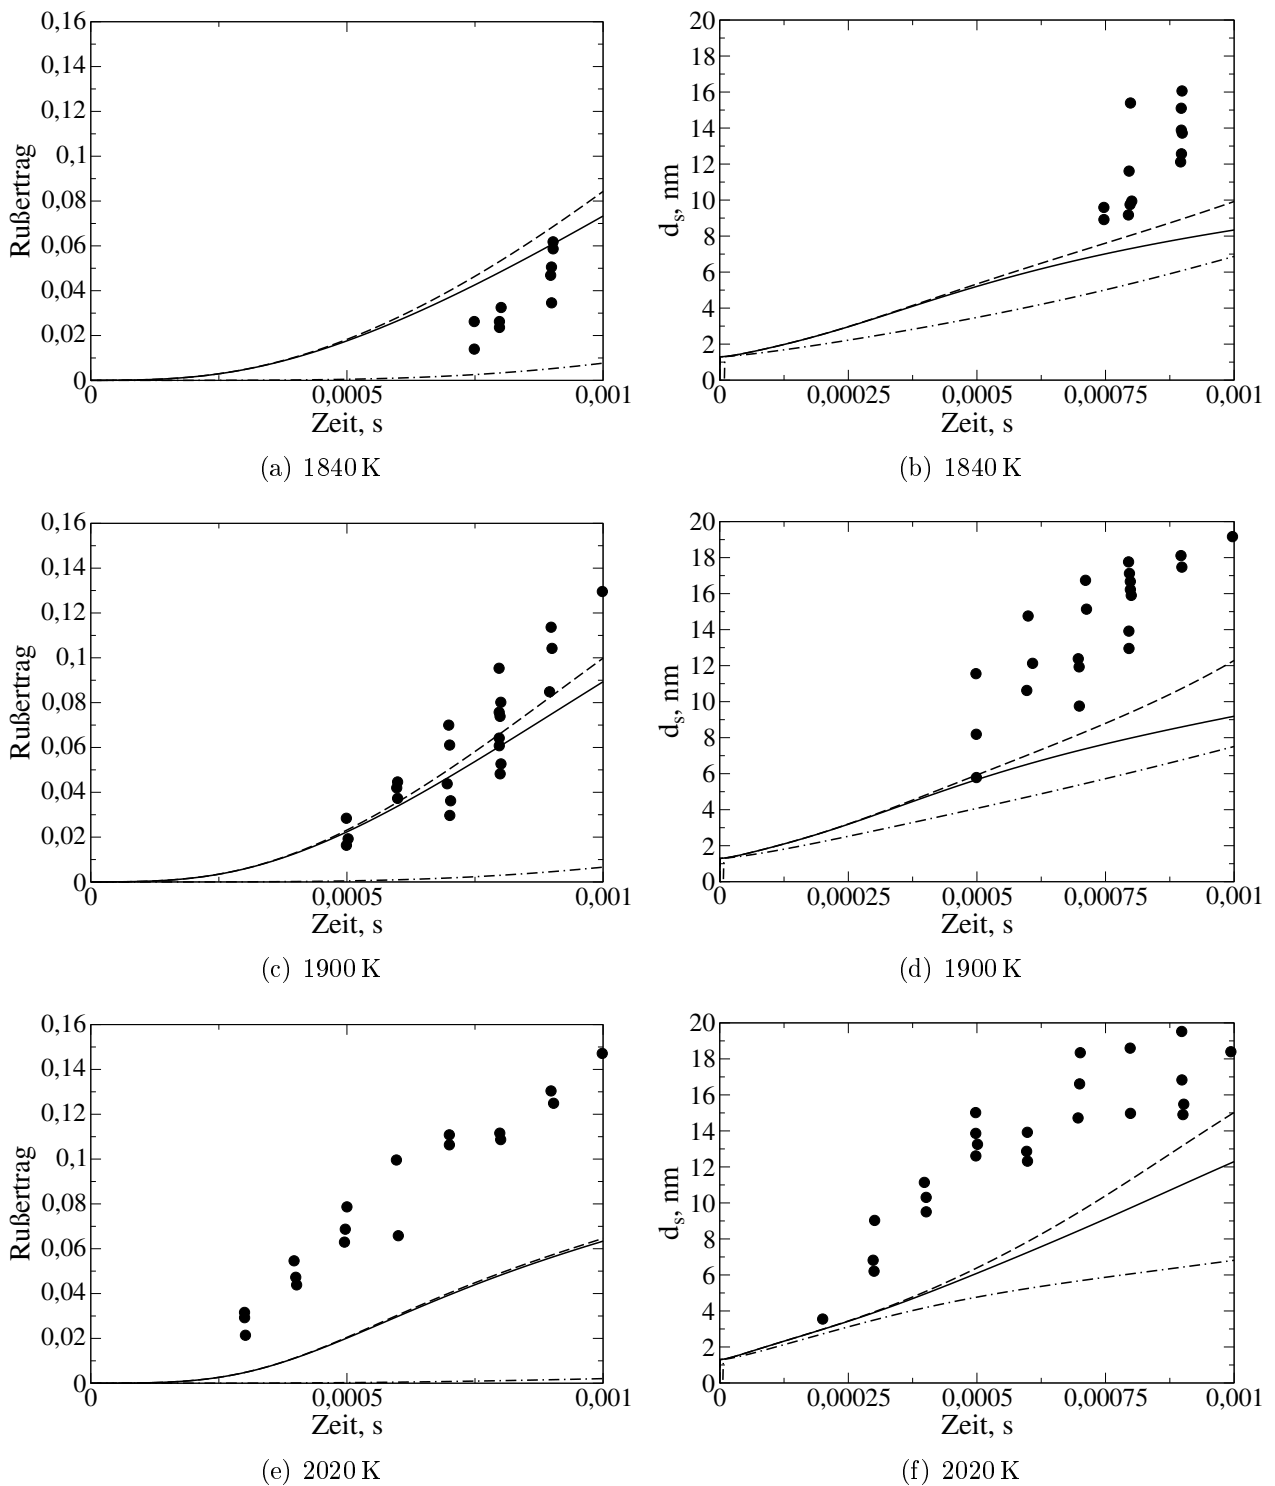 0,16
0,14
0,12
0,1
0,08
0,06
0,04
0,02
0
Rußertrag
0 0,0005 0,001
Zeit, s
(a) 1840 K
20
18
16
14
12
10
8
6
4
2
0
d_s, nm
0 0,00025 0,0005 0,00075 0,001
Zeit, s
(b) 1840 K
0,16
0,14
0,12
0,1
0,08
0,06
0,04
0,02
0
Rußertrag
0 0,0005 0,001
Zeit, s
(c) 1900 K
20
18
16
14
12
10
8
6
4
2
0
d_s, nm
0 0,00025 0,0005 0,00075 0,001
Zeit, s
(d) 1900 K
0,16
0,14
0,12
0,1
0,08
0,06
0,04
0,02
0
Rußertrag
0 0,0005 0,001
Zeit, s
(e) 2020 K
20
18
16
14
12
10
8
6
4
2
0
d_s, nm
0 0,00025 0,0005 0,00075 0,001
Zeit, s
(f) 2020 K